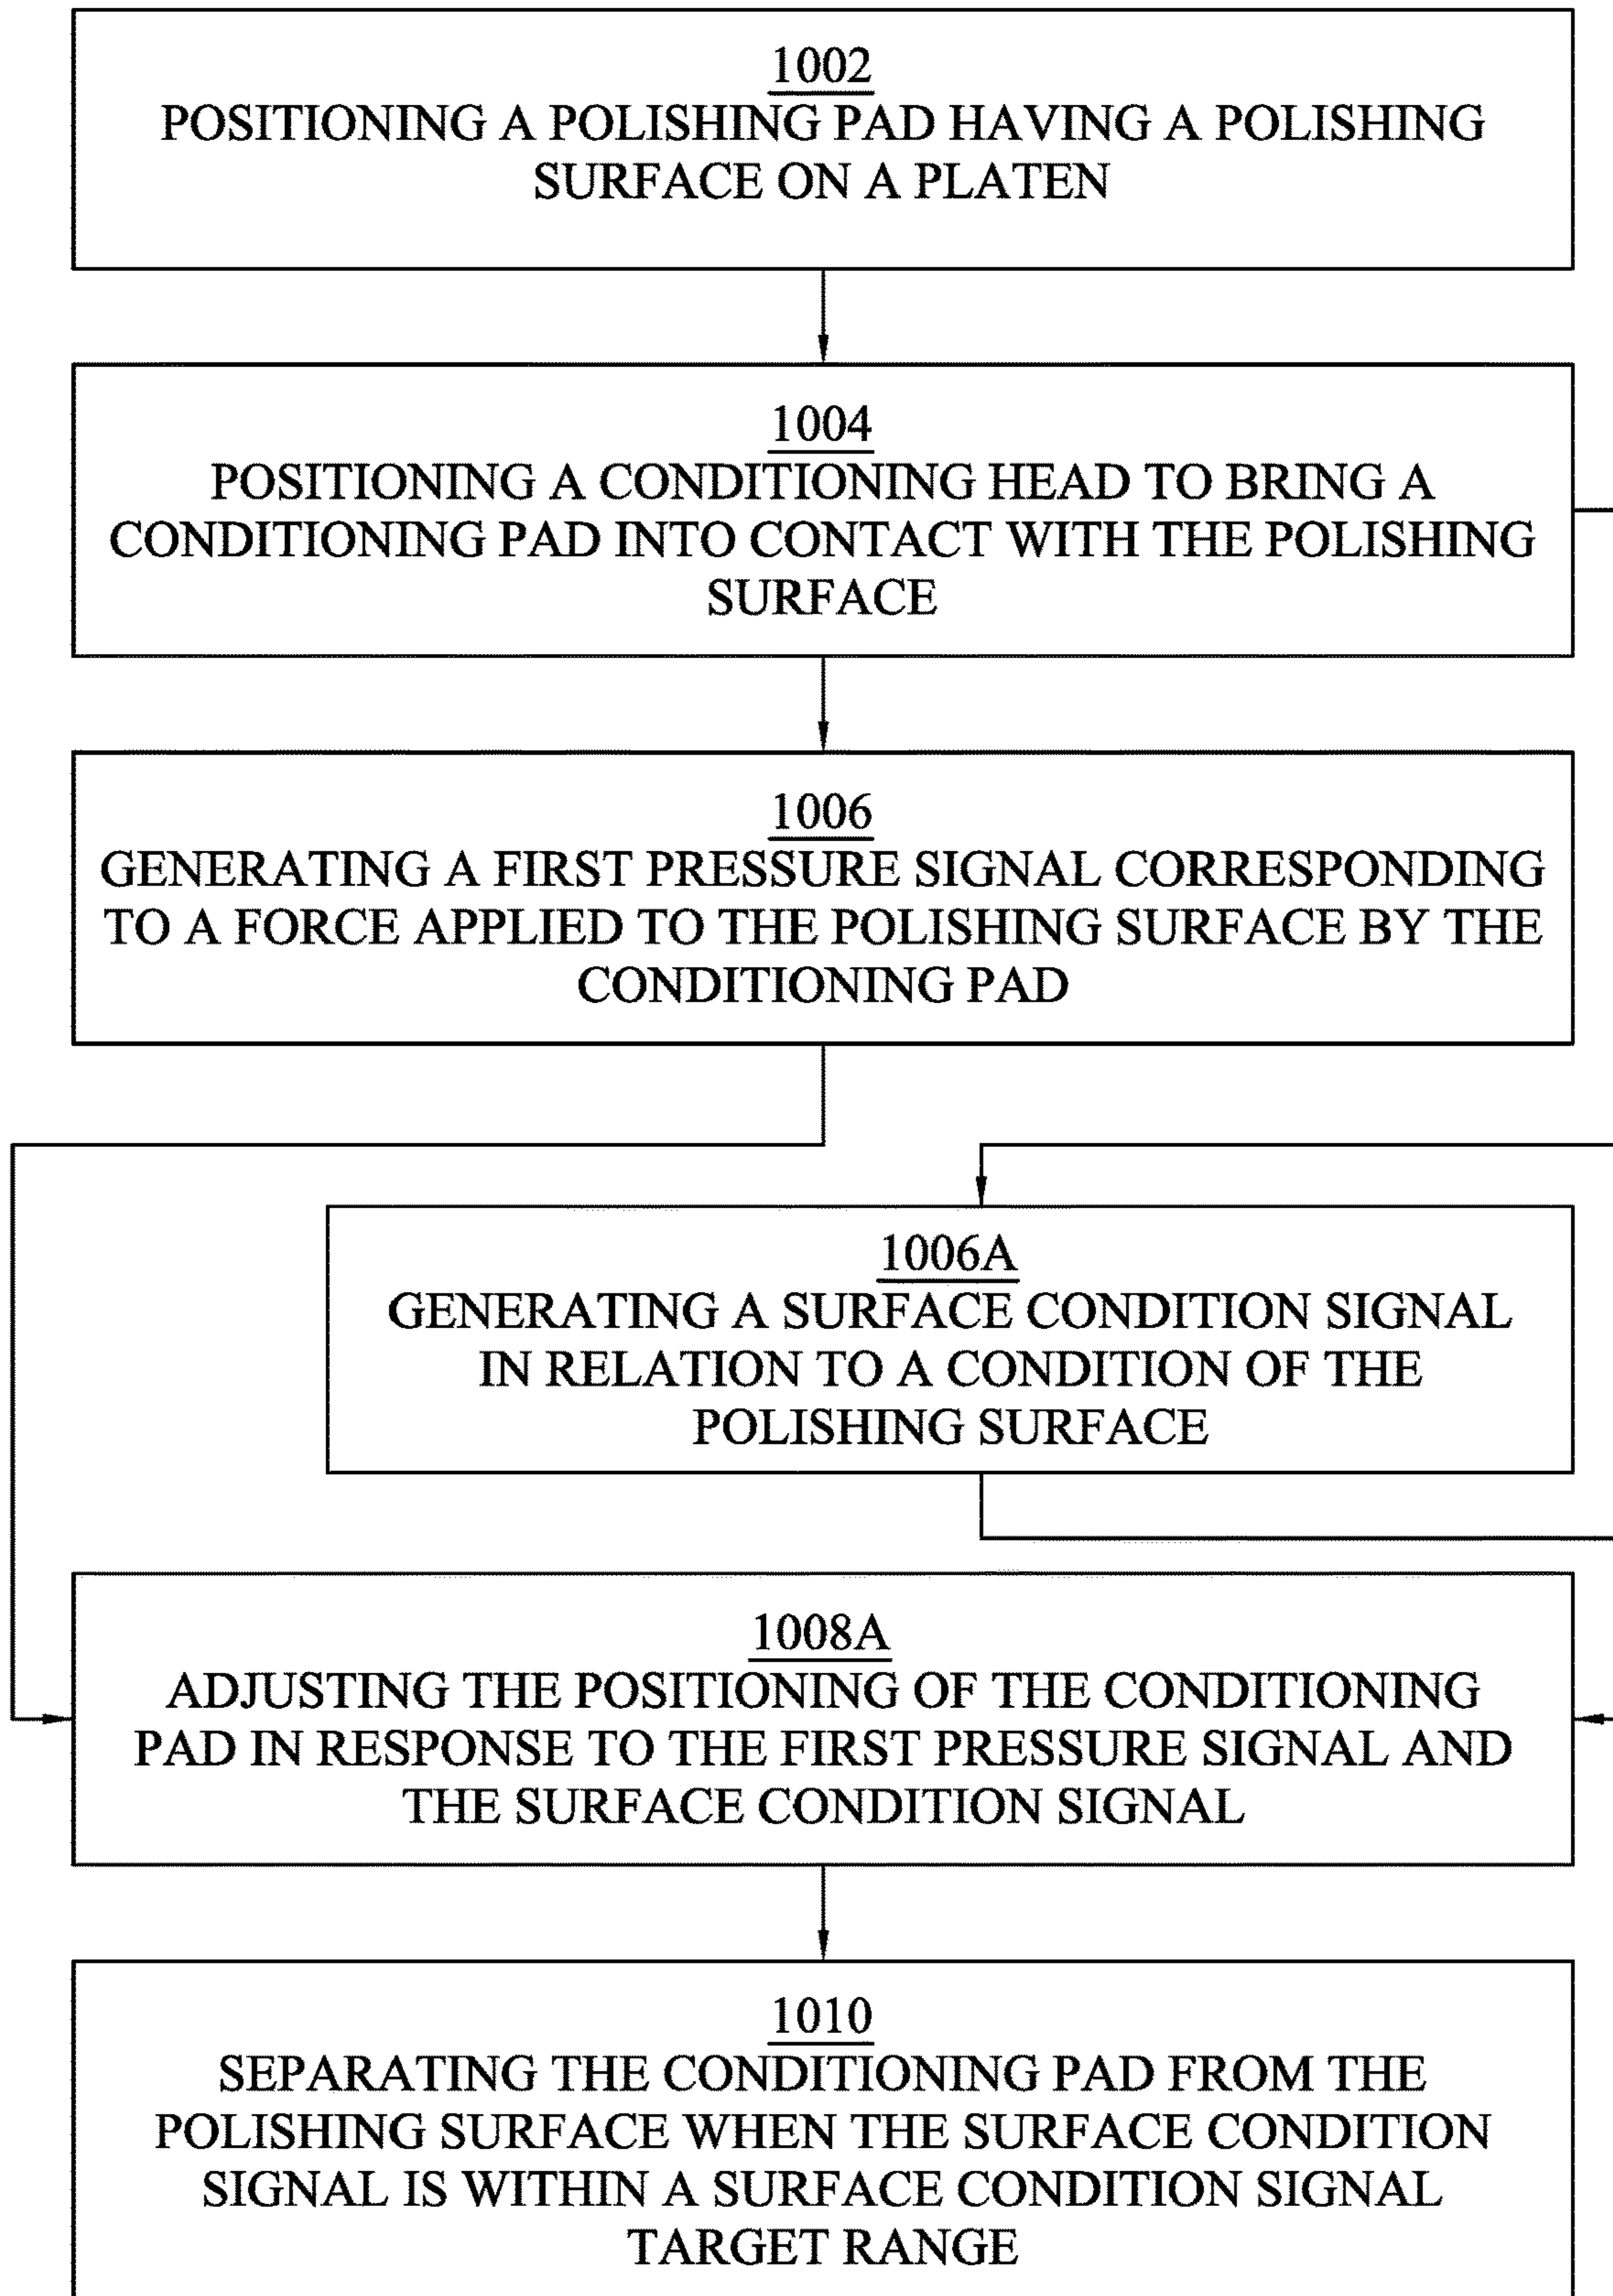 1002
POSITIONING A POLISHING PAD HAVING A POLISHING
SURFACE ON A PLATEN
1004
POSITIONING A CONDITIONING HEAD TO BRING A
CONDITIONING PAD INTO CONTACT WITH THE POLISHING
SURFACE
1006
GENERATING A FIRST PRESSURE SIGNAL CORRESPONDING
TO A FORCE APPLIED TO THE POLISHING SURFACE BY THE
CONDITIONING PAD
1006A
GENERATING A SURFACE CONDITION SIGNAL
IN RELATION TO A CONDITION OF THE
POLISHING SURFACE
1008A
ADJUSTING THE POSITIONING OF THE CONDITIONING
PAD IN RESPONSE TO THE FIRST PRESSURE SIGNAL AND
THE SURFACE CONDITION SIGNAL
1010
SEPARATING THE CONDITIONING PAD FROM THE
POLISHING SURFACE WHEN THE SURFACE CONDITION
SIGNAL IS WITHIN A SURFACE CONDITION SIGNAL
TARGET RANGE